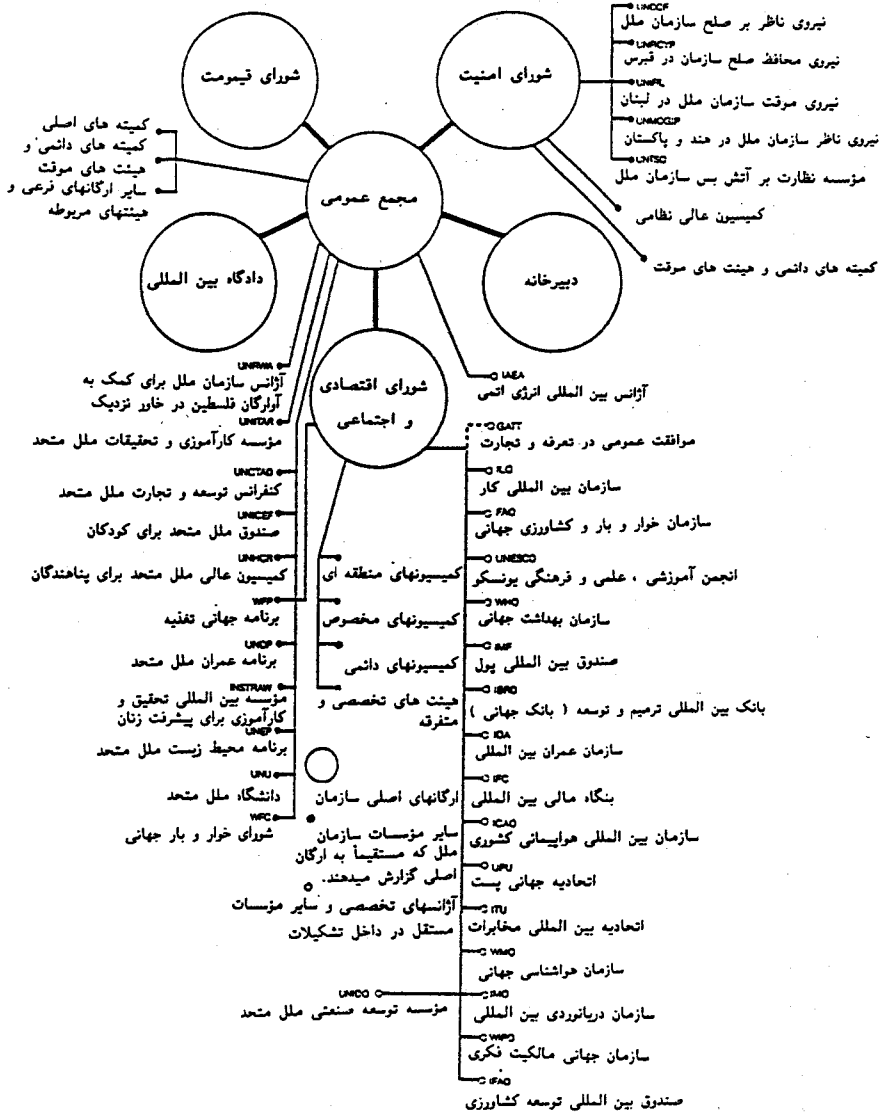 شورای قیمومت
شورای امنیت
مجمع عمومی
دادگاه بین المللی
دبیرخانه
شورای اقتصادی
و اجتماعی
نیروی ناظر بر صلح سازمان ملل
نیروی محافظ صلح سازمان در قبرس
UNIFIL
نیروی موقت سازمان ملل در لبنان
UNMOGIP
نیروی ناظر سازمان ملل در هند و پاکستان
UNTSO
مؤسسه نظارت بر آتش بس سازمان ملل
کمیسیون عالی نظامی
کمیته های دائمی و هیئت های موقت
کمیته های اصلی
کمیته های دائمی و
هیئت های موقت
سایر ارگانهای فرعی و
هیئتهای مربوطه
UNRWA
آژانس سازمان ملل برای کمک به
آوارگان فلسطین در خاور نزدیک
UNITAR
مؤسسه کارآموزی و تحقیقات ملل متحد
UNCTAD
کنفرانس توسعه و تجارت ملل متحد
UNICEF
صندوق ملل متحد برای کودکان
UNHCR
کمیسیون عالی ملل متحد برای پناهندگان
WFP
برنامه جهانی تغذیه
UNDP
برنامه عمران ملل متحد
INSTRAW
مؤسسه بین المللی تحقیق و
کارآموزی برای پیشرفت زنان
UNEP
برنامه محیط زیست ملل متحد
UNU
دانشگاه ملل متحد
WFC
شورای خوار و بار جهانی
کمیسیونهای منطقه ای
کمیسیونهای مخصوص
کمیسیونهای دائمی
هیئت های تخصصی و
متفرقه
ارگانهای اصلی سازمان
سایر مؤسسات سازمان
ملل که مستقیماً به ارگان
اصلی گزارش میدهند.
آژانسهای تخصصی و سایر مؤسسات
مستقل در داخل تشکیلات
UNIDO
مؤسسه توسعه صنعتی ملل متحد
IAEA
آژانس بین المللی انرژی اتمی
GATT
موافقت عمومی در تعرفه و تجارت
ILO
سازمان بین المللی کار
FAO
سازمان خوار و بار و کشاورزی جهانی
UNESCO
انجمن آموزشی ، علمی و فرهنگی یونسکو
WHO
سازمان بهداشت جهانی
IMF
صندوق بین المللی پول
IBRD
بانک بین المللی ترمیم و توسعه ( بانک جهانی )
IDA
سازمان عمران بین المللی
IFC
بنگاه مالی بین المللی
ICAO
سازمان بین المللی هواپیمائی کشوری
UPU
اتحادیه جهانی پست
ITU
اتحادیه بین المللی مخابرات
WMO
سازمان هواشناسی جهانی
IMO
سازمان دریانوردی بین المللی
WIPO
سازمان جهانی مالکیت فکری
IFAD
صندوق بین المللی توسعه کشاورزی